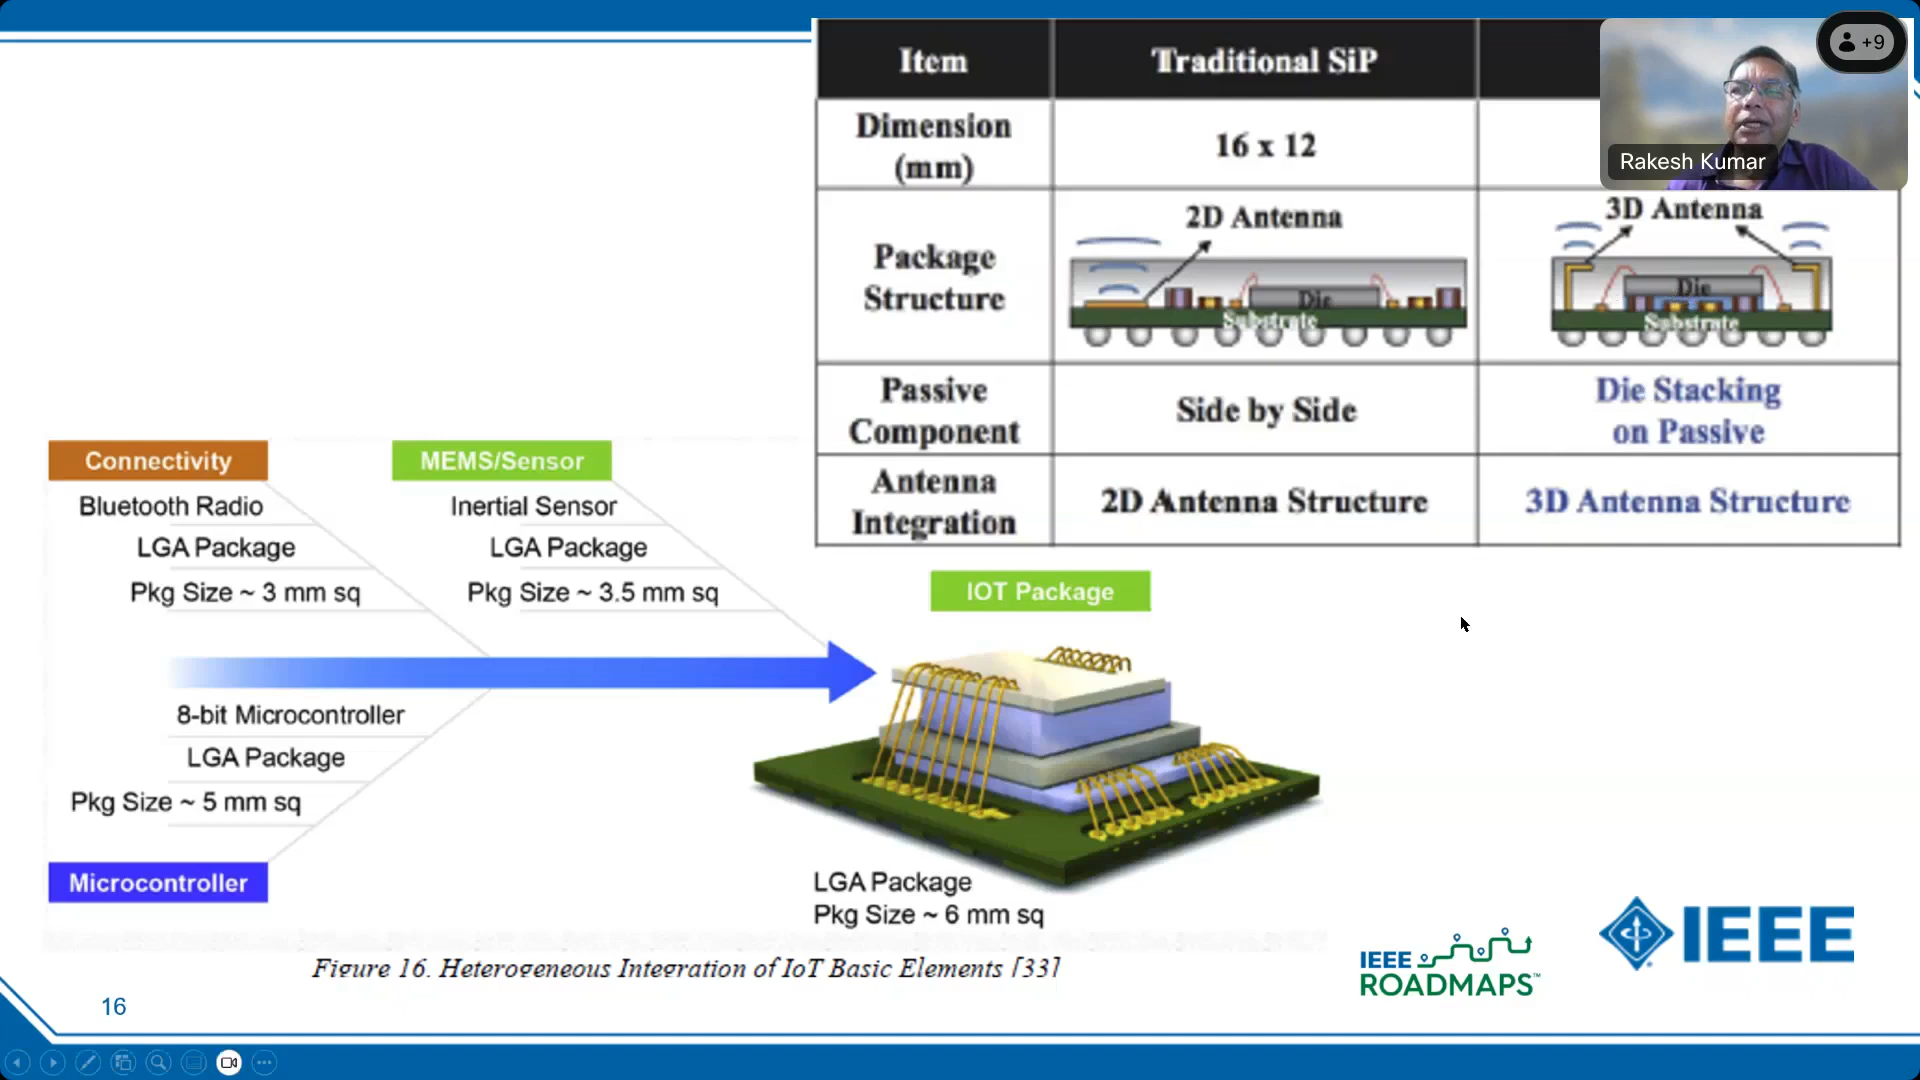 Item
Traditional SiP
+9
Rakesh Kumar
Dimension
(mm)
16 x 12
Package
Structure
2D Antenna
Die
Substrate
3D Antenna
Die
Substrate
Passive
Component
Side by Side
Die Stacking
on Passive
Antenna
Integration
2D Antenna Structure
3D Antenna Structure
Connectivity
Bluetooth Radio
LGA Package
Pkg Size ~ 3 mm sq
MEMS/Sensor
Inertial Sensor
LGA Package
Pkg Size ~ 3.5 mm sq
8-bit Microcontroller
LGA Package
Pkg Size ~ 5 mm sq
Microcontroller
IOT Package
LGA Package
Pkg Size ~ 6 mm sq
Figure 16. Heterogeneous Integration of IoT Basic Elements [33]
IEEE
ROADMAPS™
IEEE
16